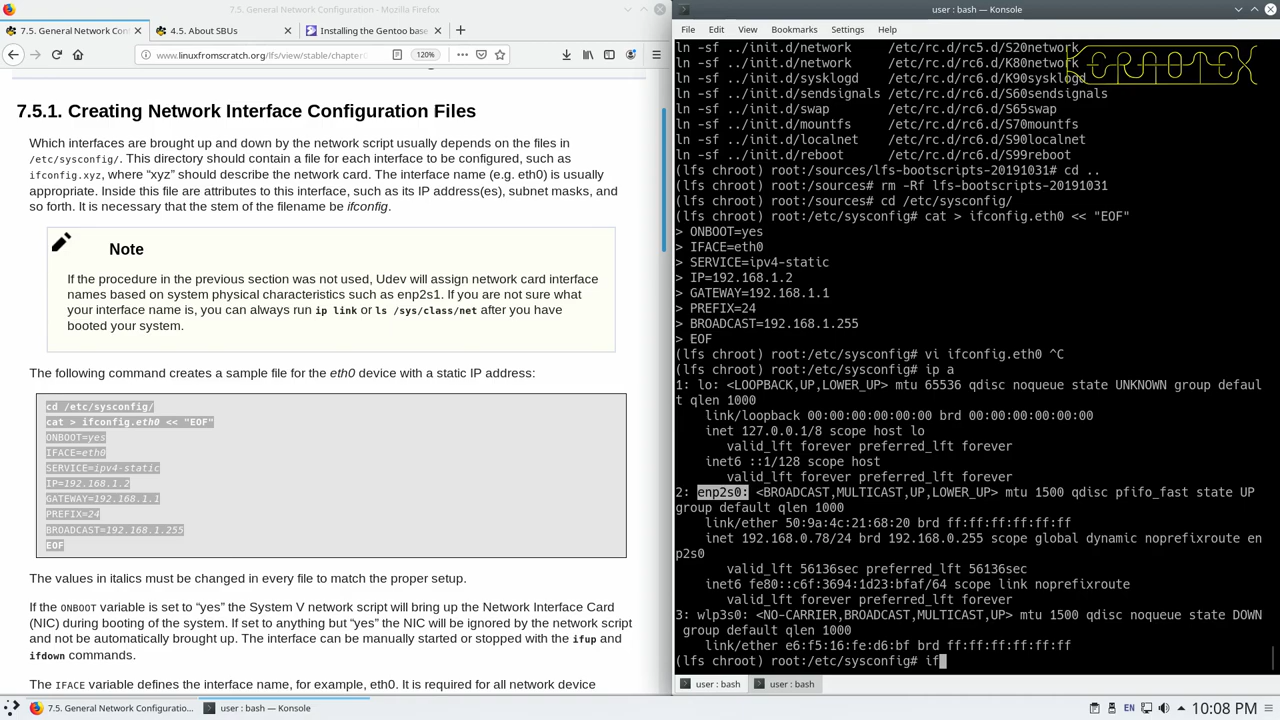 7.5. General Network Configuration - Mozilla Firefox
7.5. General Network Con
4.5. About SBUs
Installing the Gentoo base
www.linuxfromscratch.org/lfs/view/stable/chapter
120%
7.5.1. Creating Network Interface Configuration Files
Which interfaces are brought up and down by the network script usually depends on the files in
/etc/sysconfig/. This directory should contain a file for each interface to be configured, such as
ifconfig.xyz, where “xyz” should describe the network card. The interface name (e.g. eth0) is usually
appropriate. Inside this file are attributes to this interface, such as its IP address(es), subnet masks, and
so forth. It is necessary that the stem of the filename be ifconfig.
Note
If the procedure in the previous section was not used, Udev will assign network card interface
names based on system physical characteristics such as enp2s1. If you are not sure what
your interface name is, you can always run ip link or ls /sys/class/net after you have
booted your system.
The following command creates a sample file for the eth0 device with a static IP address:
cd /etc/sysconfig/
cat > ifconfig.eth0 << "EOF"
ONBOOT=yes
IFACE=eth0
SERVICE=ipv4-static
IP=192.168.1.2
GATEWAY=192.168.1.1
PREFIX=24
BROADCAST=192.168.1.255
EOF
The values in italics must be changed in every file to match the proper setup.
If the ONBOOT variable is set to “yes” the System V network script will bring up the Network Interface Card
(NIC) during booting of the system. If set to anything but “yes” the NIC will be ignored by the network script
and not be automatically brought up. The interface can be manually started or stopped with the ifup and
ifdown commands.
The IFACE variable defines the interface name, for example, eth0. It is required for all network device
user : bash — Konsole
File Edit View Bookmarks Settings Help
ln -sf ../init.d/network /etc/rc.d/rc5.d/S20network
ln -sf ../init.d/network /etc/rc.d/rc6.d/K80network
ln -sf ../init.d/sysklogd /etc/rc.d/rc6.d/K90sysklogd
ln -sf ../init.d/sendsignals /etc/rc.d/rc6.d/S60sendsignals
ln -sf ../init.d/swap /etc/rc.d/rc6.d/S65swap
ln -sf ../init.d/mountfs /etc/rc.d/rc6.d/S70mountfs
ln -sf ../init.d/localnet /etc/rc.d/rc6.d/S90localnet
ln -sf ../init.d/reboot /etc/rc.d/rc6.d/S99reboot
(lfs chroot) root:/sources/lfs-bootscripts-20191031# cd ..
(lfs chroot) root:/sources# rm -Rf lfs-bootscripts-20191031
(lfs chroot) root:/sources# cd /etc/sysconfig/
(lfs chroot) root:/etc/sysconfig# cat > ifconfig.eth0 << "EOF"
> ONBOOT=yes
> IFACE=eth0
> SERVICE=ipv4-static
> IP=192.168.1.2
> GATEWAY=192.168.1.1
> PREFIX=24
> BROADCAST=192.168.1.255
> EOF
(lfs chroot) root:/etc/sysconfig# vi ifconfig.eth0 ^C
(lfs chroot) root:/etc/sysconfig# ip a
1: lo: <LOOPBACK,UP,LOWER_UP> mtu 65536 qdisc noqueue state UNKNOWN group defaul
t qlen 1000
link/loopback 00:00:00:00:00:00 brd 00:00:00:00:00:00
inet 127.0.0.1/8 scope host lo
valid_lft forever preferred_lft forever
inet6 ::1/128 scope host
valid_lft forever preferred_lft forever
2: enp2s0: <BROADCAST,MULTICAST,UP,LOWER_UP> mtu 1500 qdisc pfifo_fast state UP
group default qlen 1000
link/ether 50:9a:4c:21:68:20 brd ff:ff:ff:ff:ff:ff
inet 192.168.0.78/24 brd 192.168.0.255 scope global dynamic noprefixroute en
p2s0
valid_lft 56136sec preferred_lft 56136sec
inet6 fe80::c6f:3694:1d23:bfaf/64 scope link noprefixroute
valid_lft forever preferred_lft forever
3: wlp3s0: <NO-CARRIER,BROADCAST,MULTICAST,UP> mtu 1500 qdisc noqueue state DOWN
group default qlen 1000
link/ether e6:f5:16:fe:d6:bf brd ff:ff:ff:ff:ff:ff
(lfs chroot) root:/etc/sysconfig# if
user : bash
user : bash
7.5. General Network Configuratio...
user : bash — Konsole
EN
10:08 PM